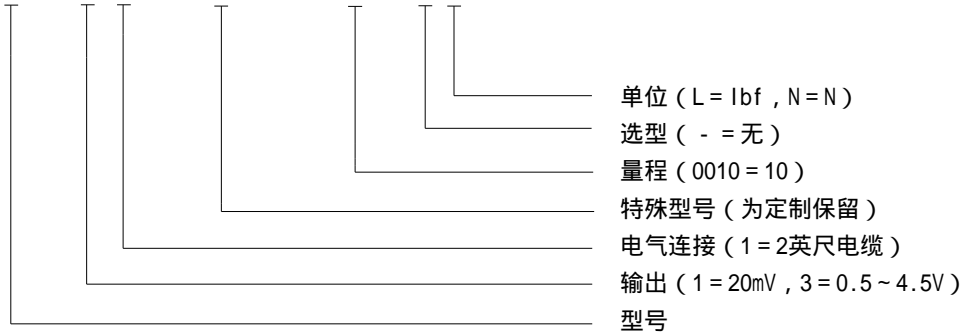 单位（L=lbf，N=N）
选型（ - =无）
量程（0010=10）
特殊型号（为定制保留）
电气连接（1=2英尺电缆）
输出（1=20mV，3=0.5~4.5V）
型号